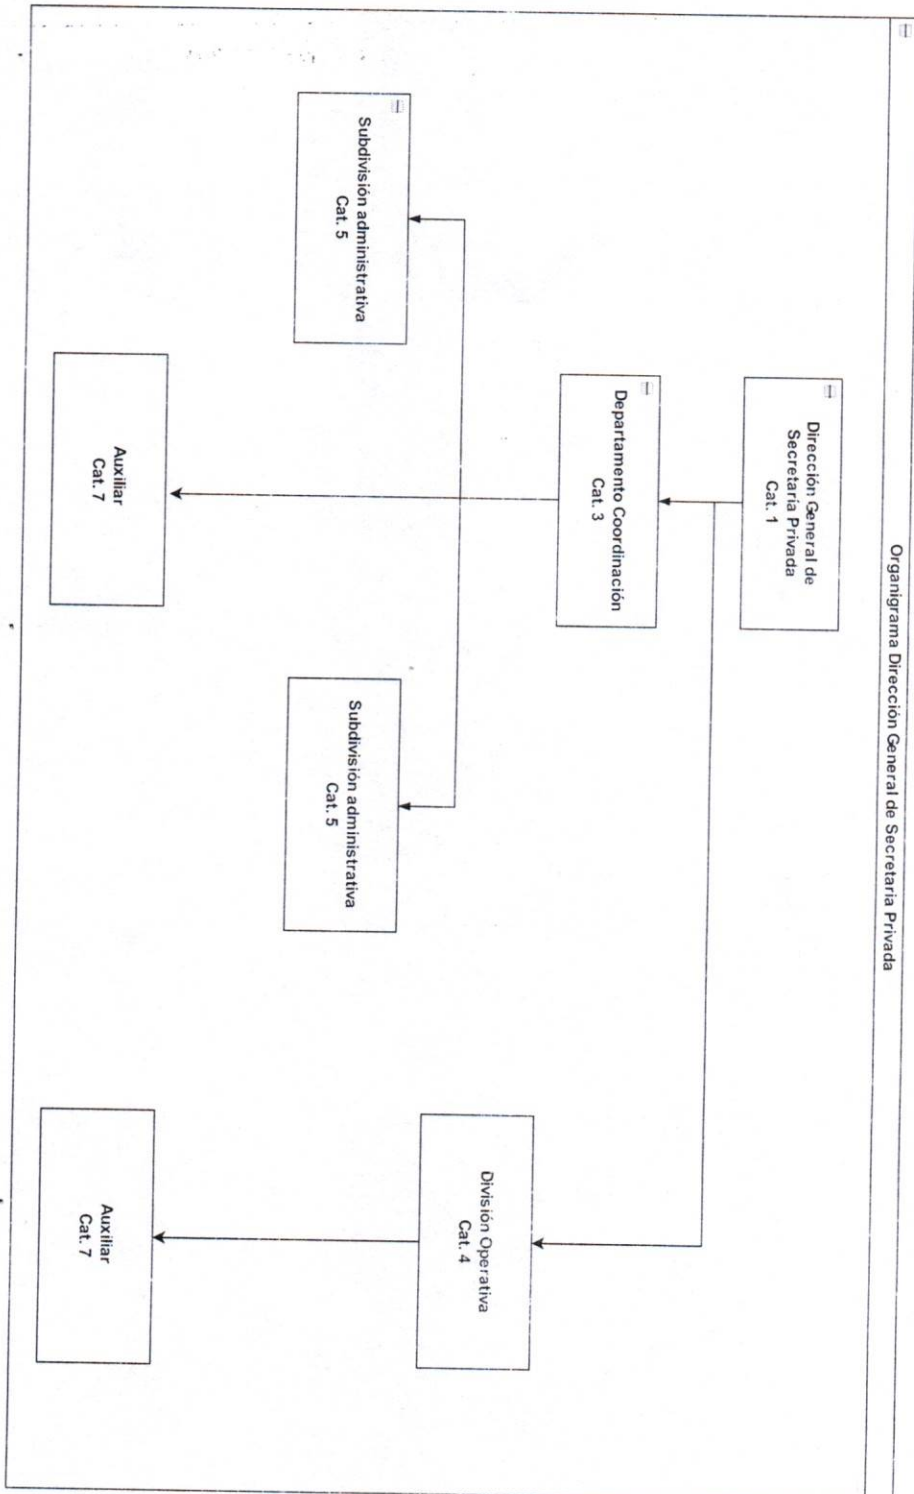 Organigrama Dirección General de Secretaria Privada
Dirección General de
Secretaria Privada
Cat. 1
Departamento Coordinación
Cat. 3
División Operativa
Cat. 4
Subdivisión administrativa
Cat. 5
Subdivisión administrativa
Cat. 5
Auxiliar
Cat. 7
Auxiliar
Cat. 7